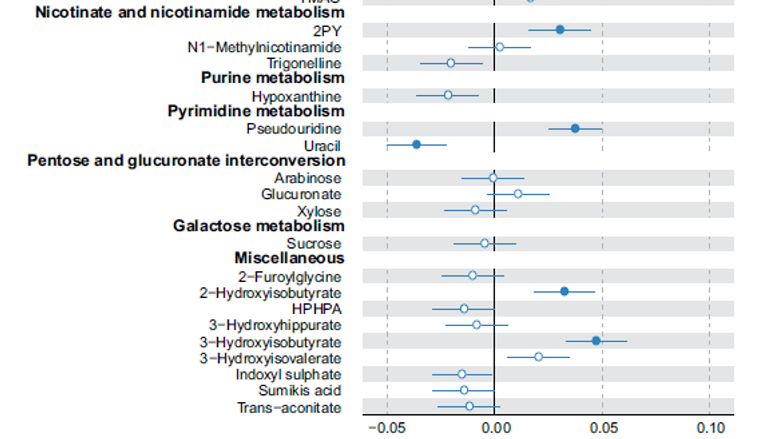 Nicotinate and nicotinamide metabolism
2PY
N1−Methylnicotinamide
Trigonelline
Purine metabolism
Hypoxanthine
Pyrimidine metabolism
Pseudouridine
Uracil
Pentose and glucuronate interconversion
Arabinose
Glucuronate
Xylose
Galactose metabolism
Sucrose
Miscellaneous
2−Furoylglycine
2−Hydroxyisobutyrate
HPHPA
3−Hydroxyhippurate
3−Hydroxyisobutyrate
3−Hydroxyisovalerate
Indoxyl sulphate
Sumikis acid
Trans−aconitate
−0.05 0.00 0.05 0.10